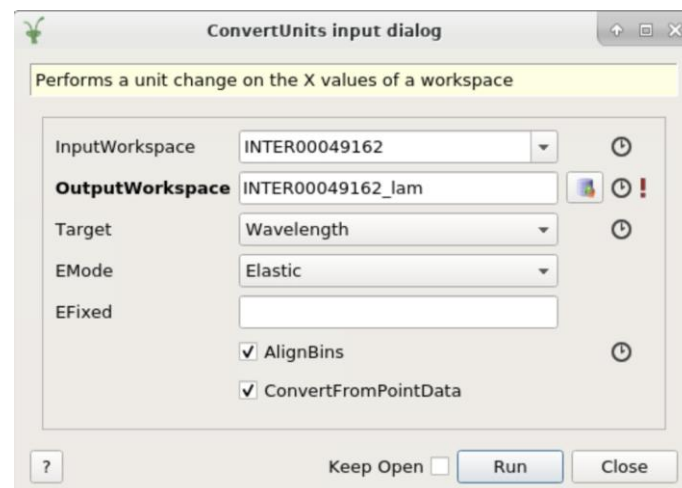 ConvertUnits input dialog
Performs a unit change on the X values of a workspace
InputWorkspace INTER00049162
OutputWorkspace INTER00049162_lam !
Target Wavelength
EMode Elastic
EFixed
AlignBins
ConvertFromPointData
? Keep Open Run Close